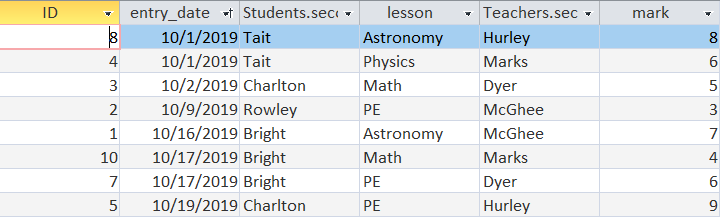 ID entry_date Students.seco lesson Teachers.sec mark
8 10/1/2019 Tait Astronomy Hurley 8
4 10/1/2019 Tait Physics Marks 6
3 10/2/2019 Charlton Math Dyer 5
2 10/9/2019 Rowley PE McGhee 3
1 10/16/2019 Bright Astronomy McGhee 7
10 10/17/2019 Bright Math Marks 4
7 10/17/2019 Bright PE Dyer 6
5 10/19/2019 Charlton PE Hurley 9